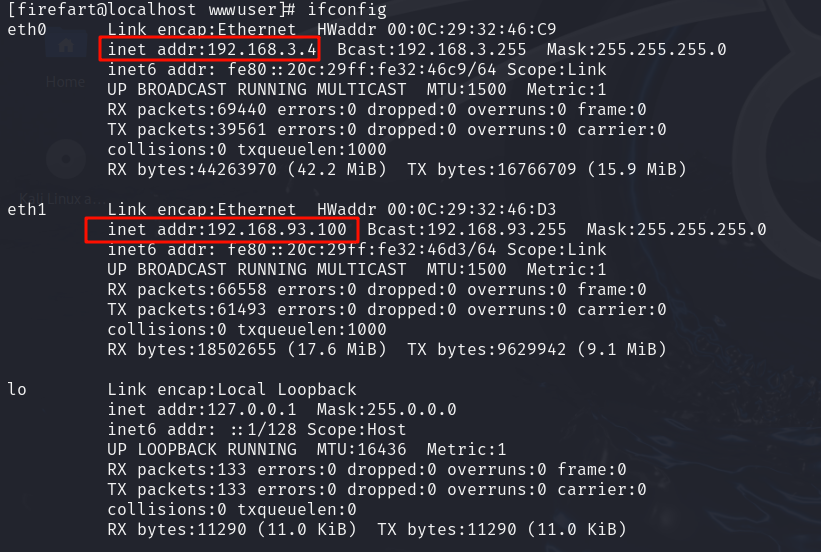 [firefart@localhost wwwuser]# ifconfig
eth0      Link encap:Ethernet  HWaddr 00:0C:29:32:46:C9
          inet addr:192.168.3.4  Bcast:192.168.3.255  Mask:255.255.255.0
          inet6 addr: fe80::20c:29ff:fe32:46c9/64 Scope:Link
          UP BROADCAST RUNNING MULTICAST  MTU:1500  Metric:1
          RX packets:69440 errors:0 dropped:0 overruns:0 frame:0
          TX packets:39561 errors:0 dropped:0 overruns:0 carrier:0
          collisions:0 txqueuelen:1000
          RX bytes:44263970 (42.2 MiB)  TX bytes:16766709 (15.9 MiB)
Home
Kali Linux a...
eth1      Link encap:Ethernet  HWaddr 00:0C:29:32:46:D3
          inet addr:192.168.93.100  Bcast:192.168.93.255  Mask:255.255.255.0
          inet6 addr: fe80::20c:29ff:fe32:46d3/64 Scope:Link
          UP BROADCAST RUNNING MULTICAST  MTU:1500  Metric:1
          RX packets:66558 errors:0 dropped:0 overruns:0 frame:0
          TX packets:61493 errors:0 dropped:0 overruns:0 carrier:0
          collisions:0 txqueuelen:1000
          RX bytes:18502655 (17.6 MiB)  TX bytes:9629942 (9.1 MiB)
lo        Link encap:Local Loopback
          inet addr:127.0.0.1  Mask:255.0.0.0
          inet6 addr: ::1/128 Scope:Host
          UP LOOPBACK RUNNING  MTU:16436  Metric:1
          RX packets:133 errors:0 dropped:0 overruns:0 frame:0
          TX packets:133 errors:0 dropped:0 overruns:0 carrier:0
          collisions:0 txqueuelen:0
          RX bytes:11290 (11.0 KiB)  TX bytes:11290 (11.0 KiB)